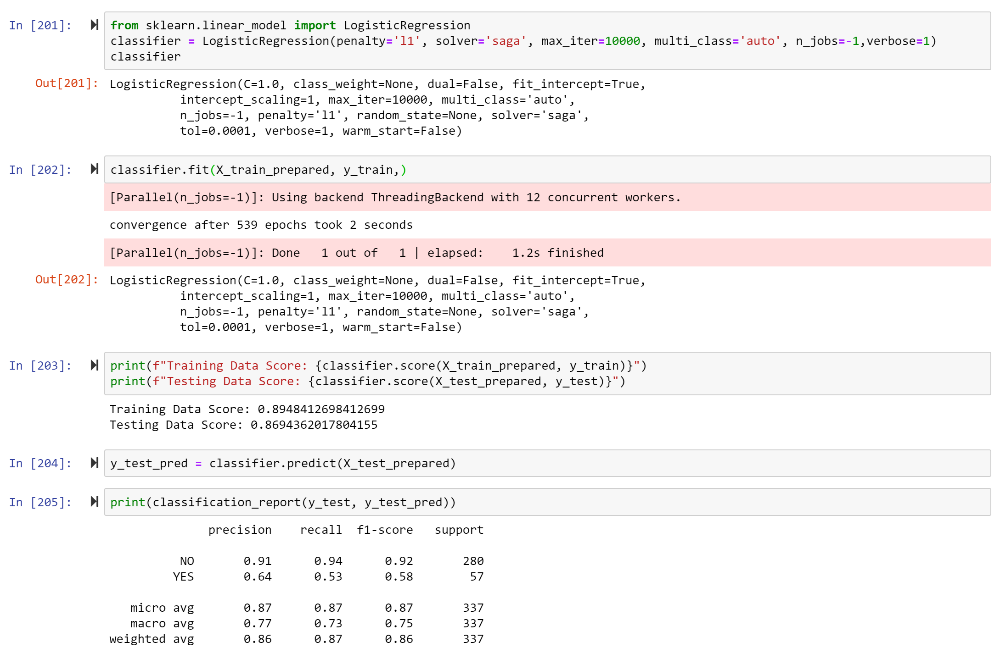 In [201]: from sklearn.linear_model import LogisticRegression
classifier = LogisticRegression(penalty='l1', solver='saga', max_iter=10000, multi_class='auto', n_jobs=-1,verbose=1)
classifier
Out[201]: LogisticRegression(C=1.0, class_weight=None, dual=False, fit_intercept=True,
          intercept_scaling=1, max_iter=10000, multi_class='auto',
          n_jobs=-1, penalty='l1', random_state=None, solver='saga',
          tol=0.0001, verbose=1, warm_start=False)
In [202]: classifier.fit(X_train_prepared, y_train,)
[Parallel(n_jobs=-1)]: Using backend ThreadingBackend with 12 concurrent workers.
convergence after 539 epochs took 2 seconds
[Parallel(n_jobs=-1)]: Done   1 out of   1 | elapsed:    1.2s finished
Out[202]: LogisticRegression(C=1.0, class_weight=None, dual=False, fit_intercept=True,
          intercept_scaling=1, max_iter=10000, multi_class='auto',
          n_jobs=-1, penalty='l1', random_state=None, solver='saga',
          tol=0.0001, verbose=1, warm_start=False)
In [203]: print(f"Training Data Score: {classifier.score(X_train_prepared, y_train)}")
print(f"Testing Data Score: {classifier.score(X_test_prepared, y_test)}")
Training Data Score: 0.8948412698412699
Testing Data Score: 0.8694362017804155
In [204]: y_test_pred = classifier.predict(X_test_prepared)
In [205]: print(classification_report(y_test, y_test_pred))
              precision    recall  f1-score   support
          NO       0.91      0.94      0.92       280
         YES       0.64      0.53      0.58        57
   micro avg       0.87      0.87      0.87       337
   macro avg       0.77      0.73      0.75       337
weighted avg       0.86      0.87      0.86       337